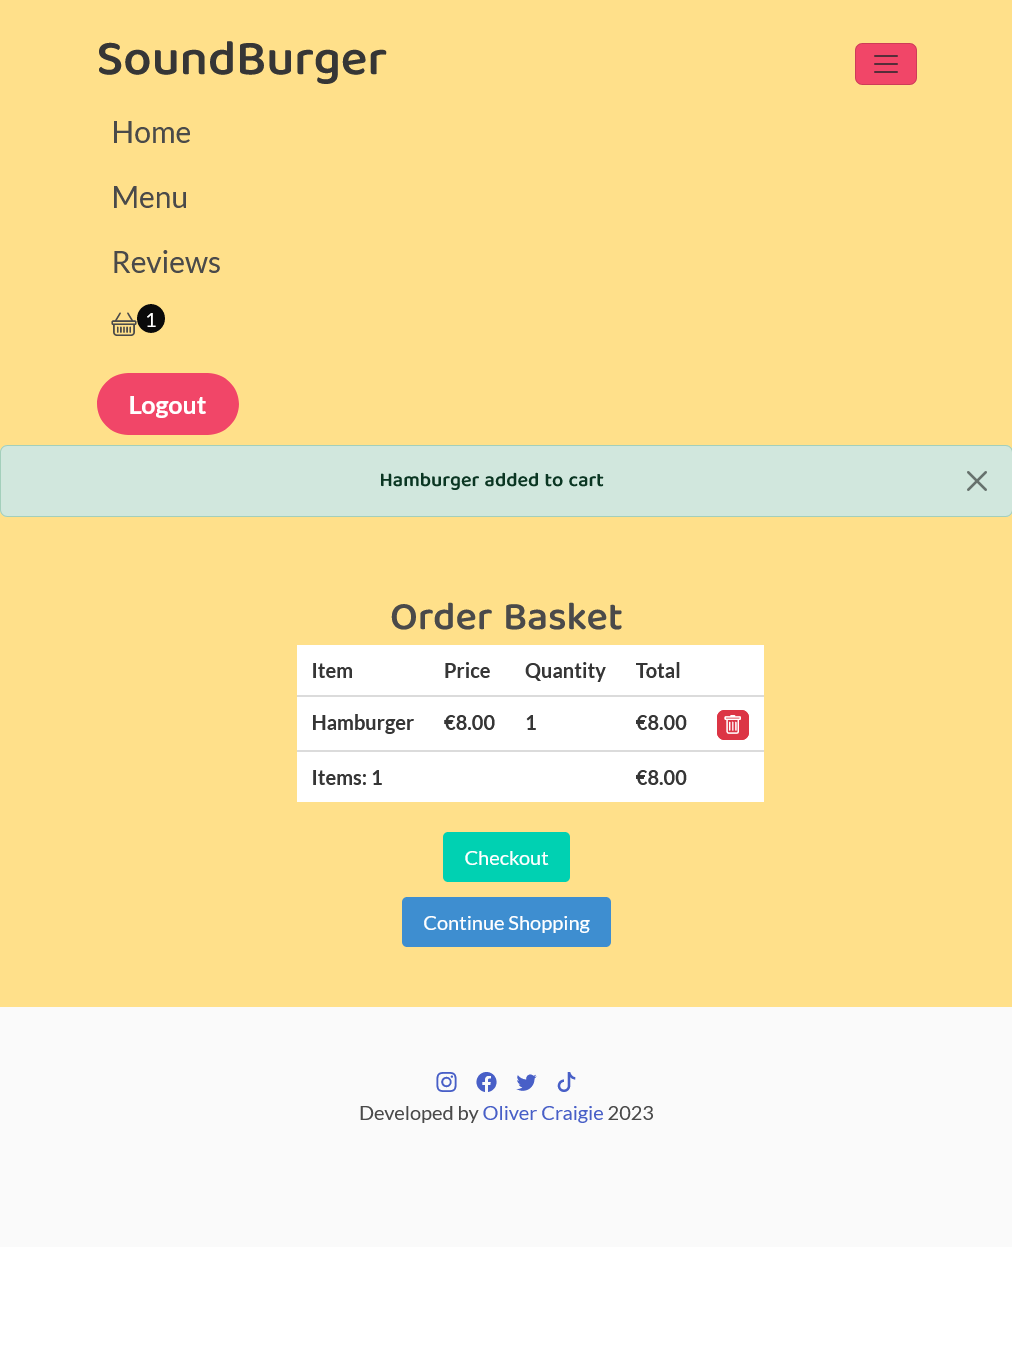 SoundBurger
Home
Menu
Reviews
1
Logout
Hamburger added to cart
Order Basket
Item Price Quantity Total
Hamburger €8.00 1 €8.00
Items: 1 €8.00
Checkout
Continue Shopping
Developed by Oliver Craigie 2023